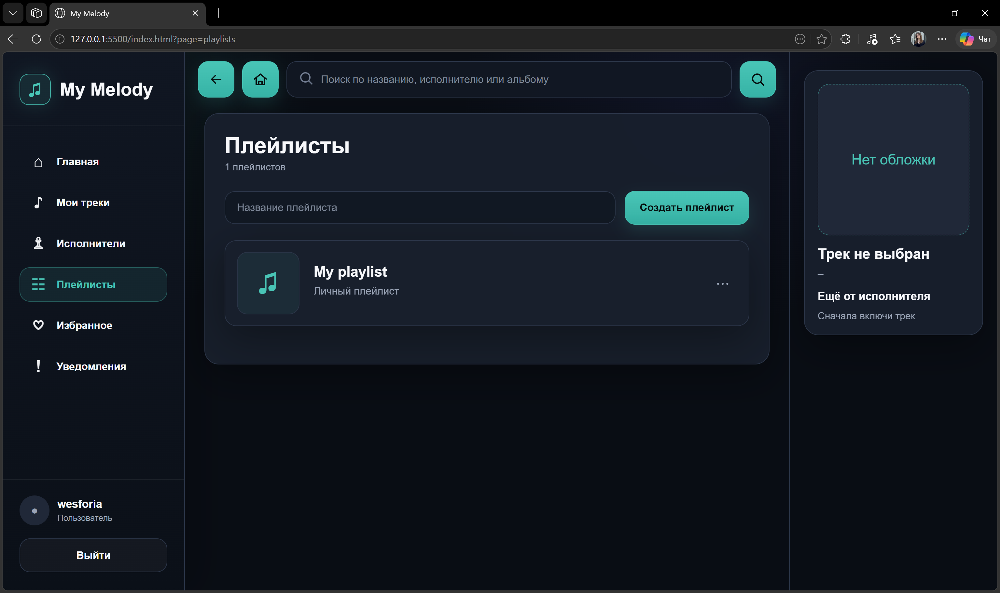 My Melody
127.0.0.1:5500/index.html?page=playlists
Чат
My Melody
Главная
Мои треки
Исполнители
Плейлисты
Избранное
Уведомления
wesforia
Пользователь
Выйти
Поиск по названию, исполнителю или альбому
Плейлисты
1 плейлистов
Название плейлиста
Создать плейлист
My playlist
Личный плейлист
Нет обложки
Трек не выбран
—
Ещё от исполнителя
Сначала включи трек